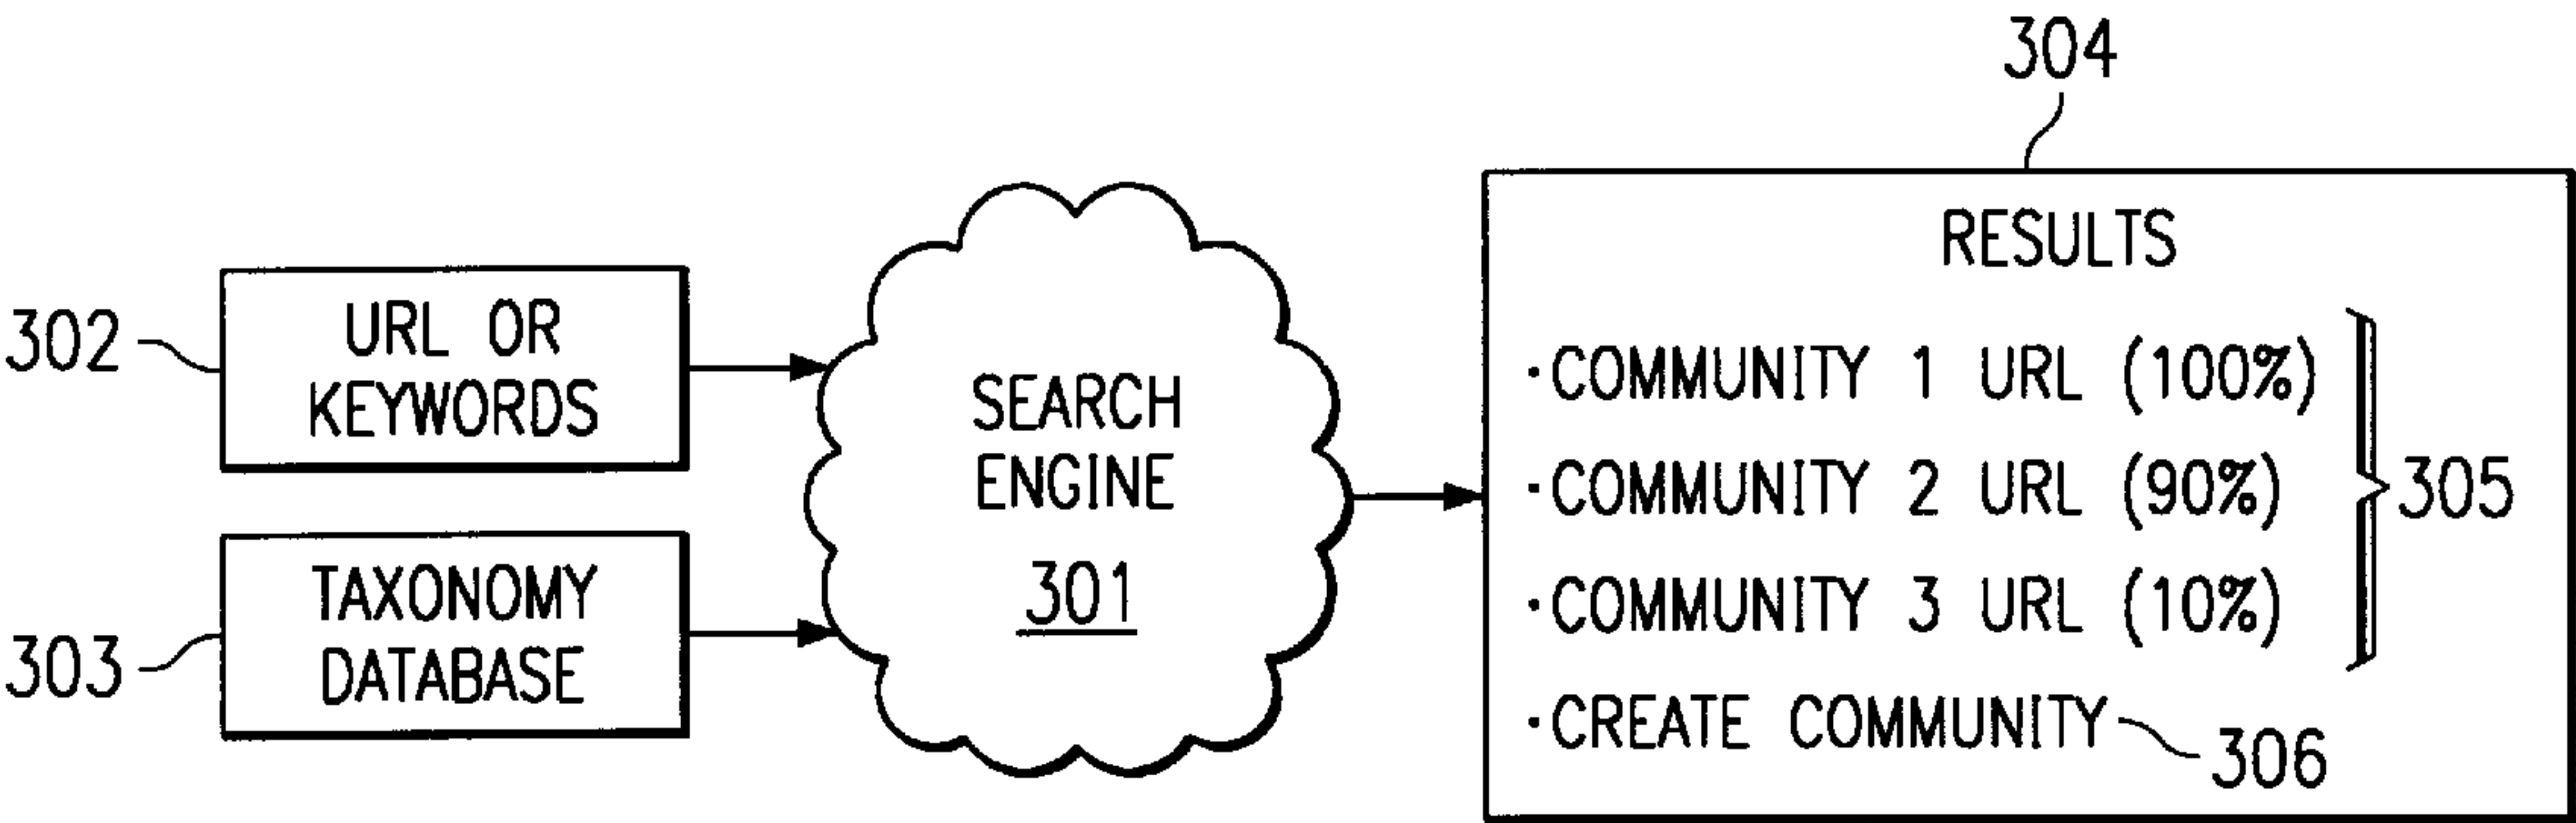 304
RESULTS
302
URL OR
KEYWORDS
·COMMUNITY 1 URL (100%)
SEARCH
ENGINE
301
·COMMUNITY 2 URL (90%)
305
303
TAXONOMY
DATABASE
·COMMUNITY 3 URL (10%)
·CREATE COMMUNITY
306